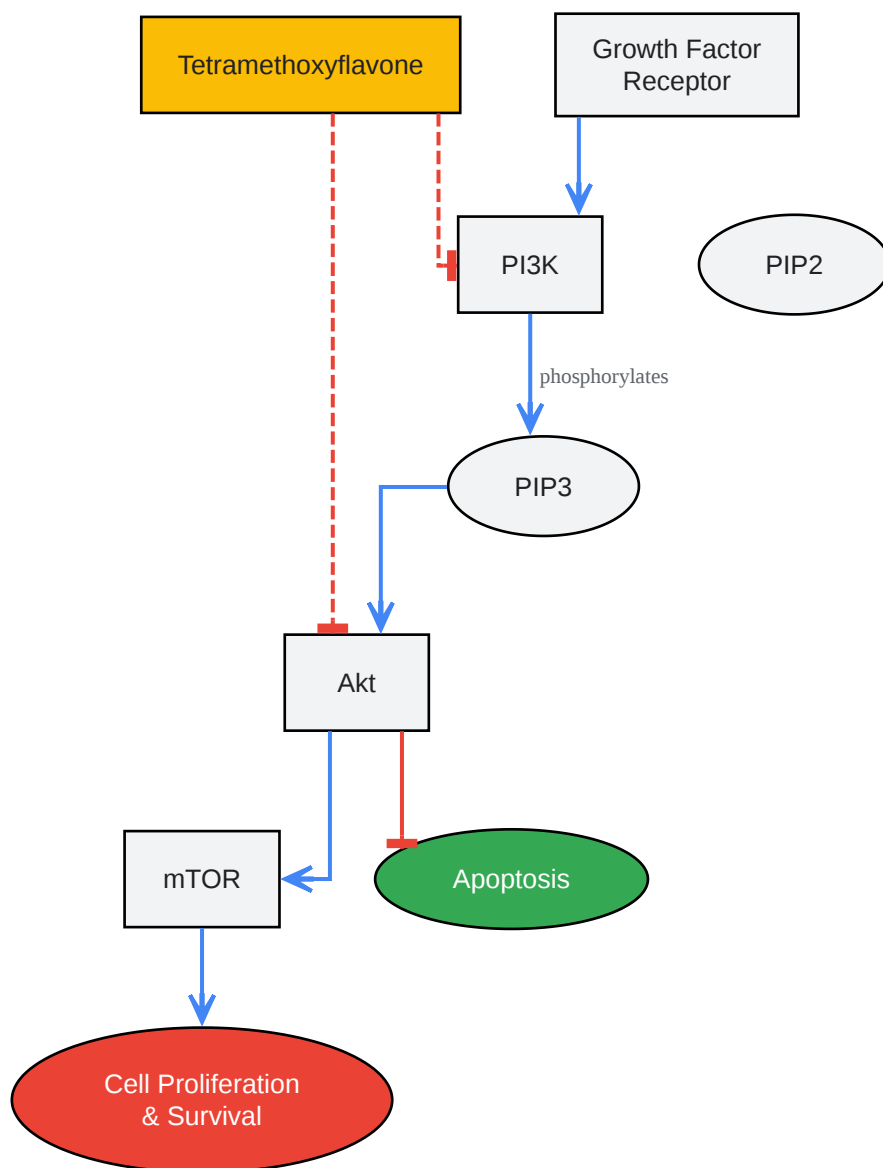 Tetramethoxyflavone
Growth Factor
Receptor
PI3K
PIP2
phosphorylates
PIP3
Akt
mTOR
Apoptosis
Cell Proliferation
& Survival